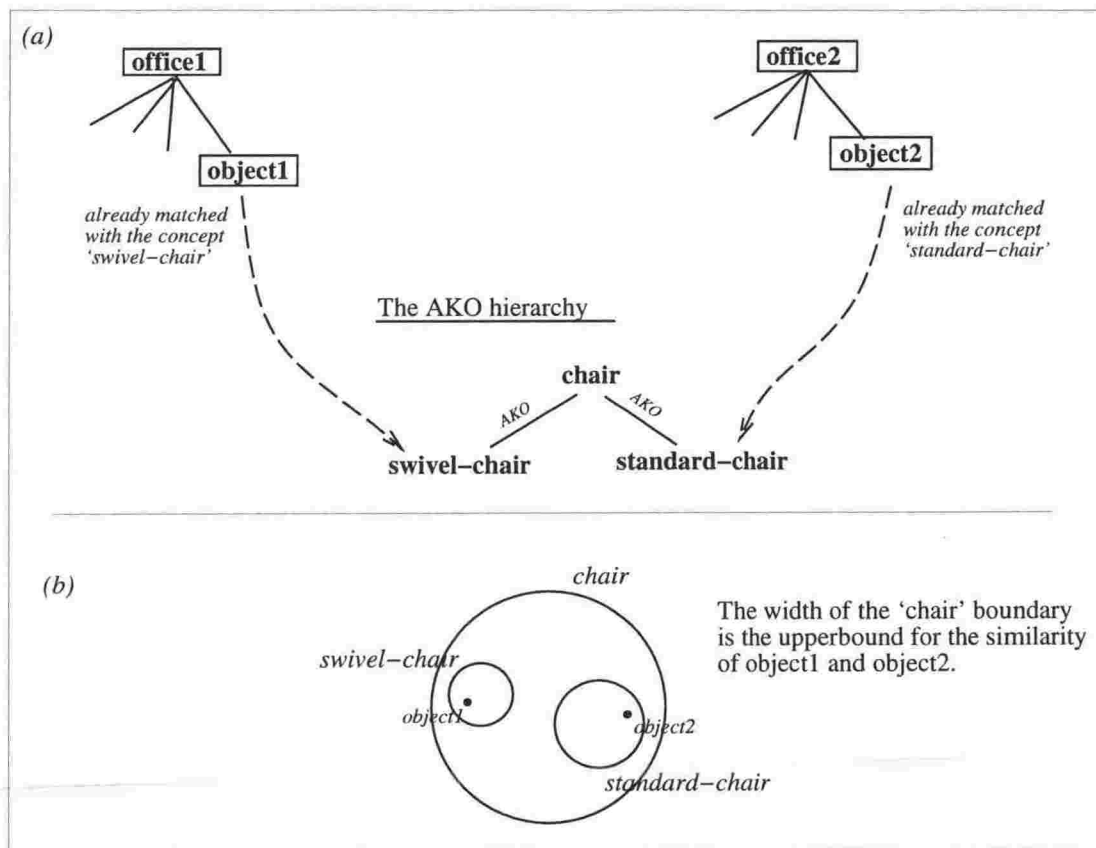 (a)
office1
office2
object1
object2
already matched
with the concept
‘swivel–chair’
already matched
with the concept
‘standard–chair’
The AKO hierarchy
chair
AKO
AKO
swivel–chair
standard–chair
(b)
chair
The width of the ‘chair’ boundary
is the upperbound for the similarity
of object1 and object2.
swivel–chair
object1
object2
standard–chair